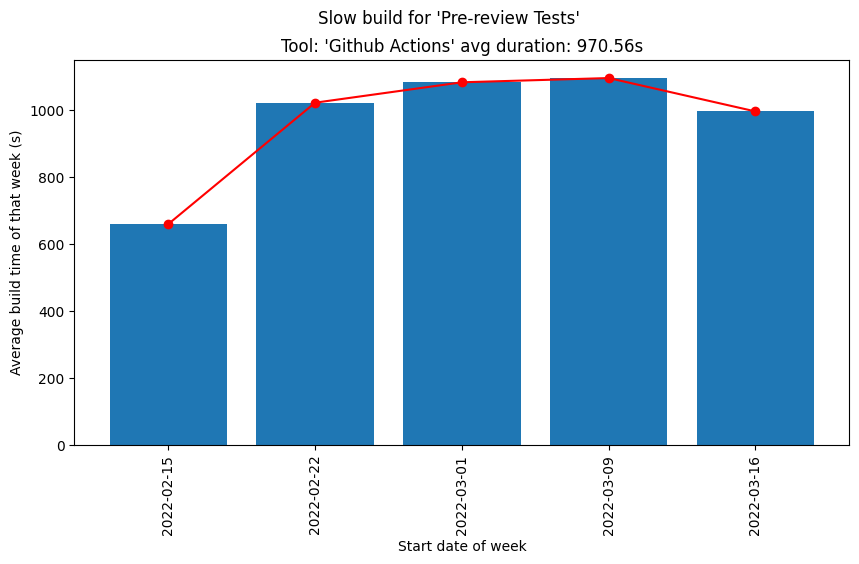 Slow build for 'Pre-review Tests'
Tool: 'Github Actions' avg duration: 970.56s
Average build time of that week (s)
1000
800
600
400
200
0
2022-02-15
2022-02-22
2022-03-01
2022-03-09
2022-03-16
Start date of week